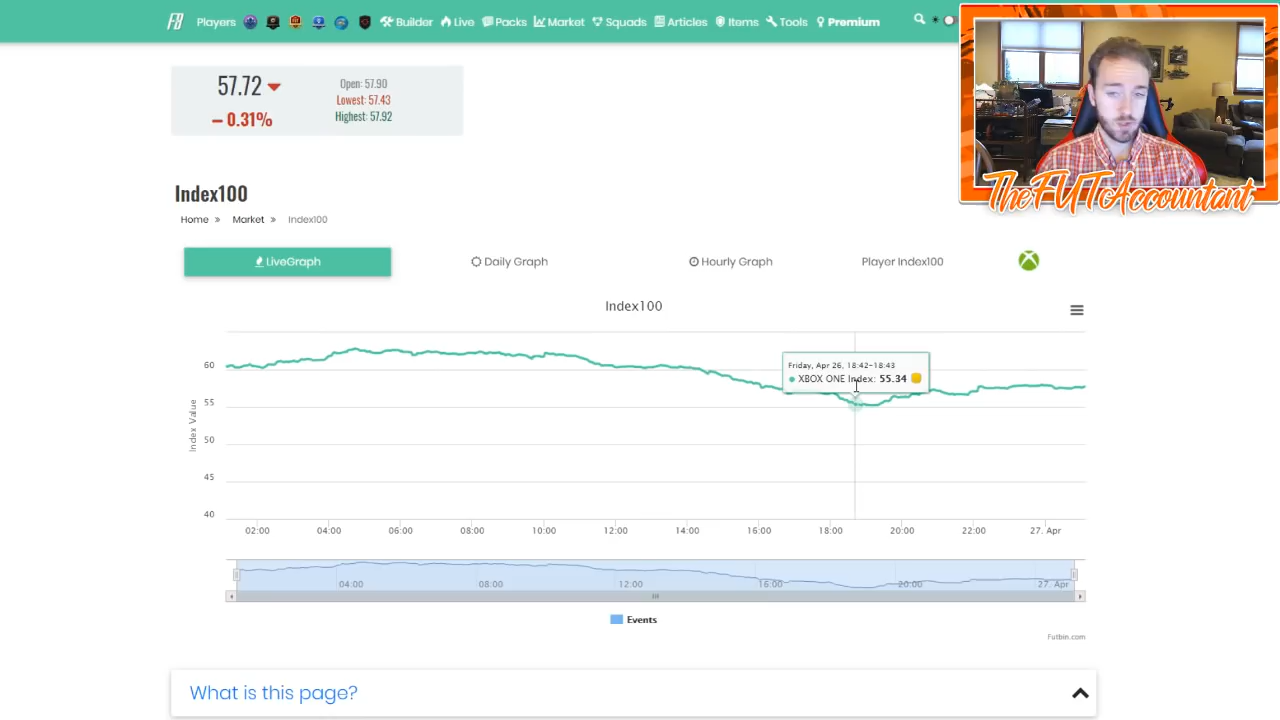 F8 Players Builder Live Packs Market Squads Articles Items Tools Premium
57.72
– 0.31%
Open: 57.90
Lowest: 57.43
Highest: 57.92
TheFUTAccountant
Index100
Home » Market » Index100
LiveGraph Daily Graph Hourly Graph Player Index100
Index100
Friday, Apr 26, 18:42-18:43
XBOX ONE Index: 55.34
Index Value
60
55
50
45
40
02:00 04:00 06:00 08:00 10:00 12:00 14:00 16:00 18:00 20:00 22:00 27. Apr
04:00 08:00 12:00 16:00 20:00 27. Apr
Events
Futbin.com
What is this page?